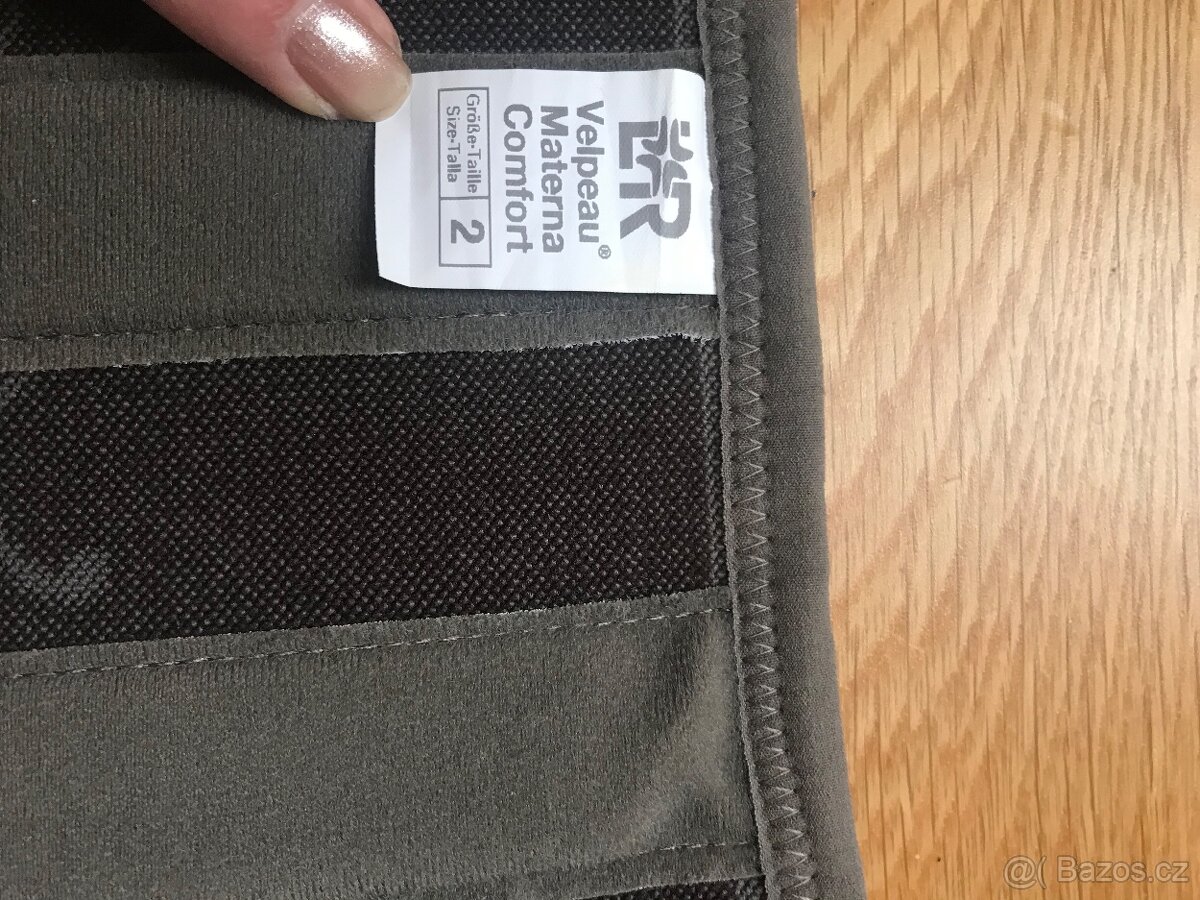 L&R
Velpeau®
Materna
Comfort
Größe-Taille
Size-Talla
2
@( Bazos.cz